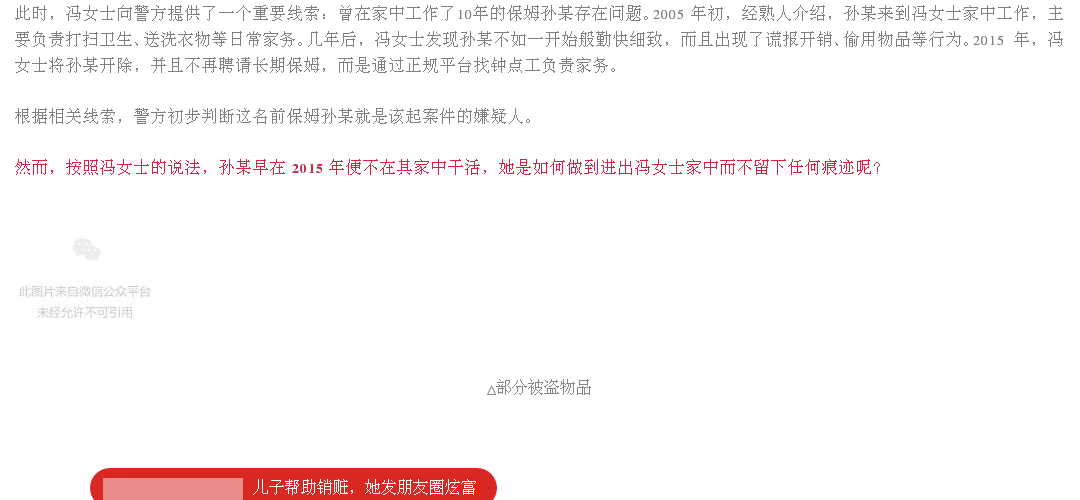 此时，冯女士向警方提供了一个重要线索：曾在家中工作了10年的保姆孙某存在问题。2005 年初，经熟人介绍，孙某来到冯女士家中工作，主
要负责打扫卫生、送洗衣物等日常家务。几年后，冯女士发现孙某不如一开始般勤快细致，而且出现了谎报开销、偷用物品等行为。2015 年，冯
女士将孙某开除，并且不再聘请长期保姆，而是通过正规平台找钟点工负责家务。
根据相关线索，警方初步判断这名前保姆孙某就是该起案件的嫌疑人。
然而，按照冯女士的说法，孙某早在 2015 年便不在其家中干活，她是如何做到进出冯女士家中而不留下任何痕迹呢？
此图片来自微信公众平台
未经允许不可引用
△部分被盗物品
儿子帮助销赃，她发朋友圈炫富